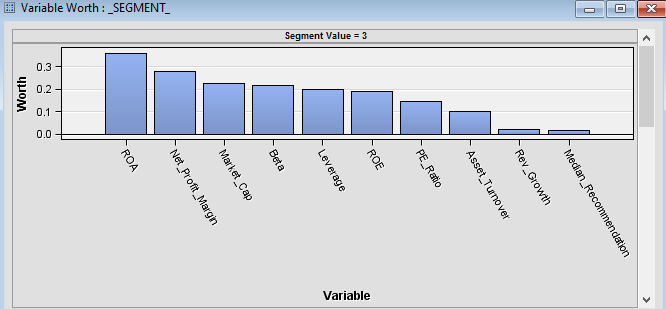 Variable Worth : _SEGMENT_
Segment Value = 3
Worth
0.3
0.2
0.1
0.0
ROA
Net_Profit_Margin
Market_Cap
Beta
Leverage
ROE
PE_Ratio
Asset_Turnover
Rev_Growth
Median_Recommendation
Variable